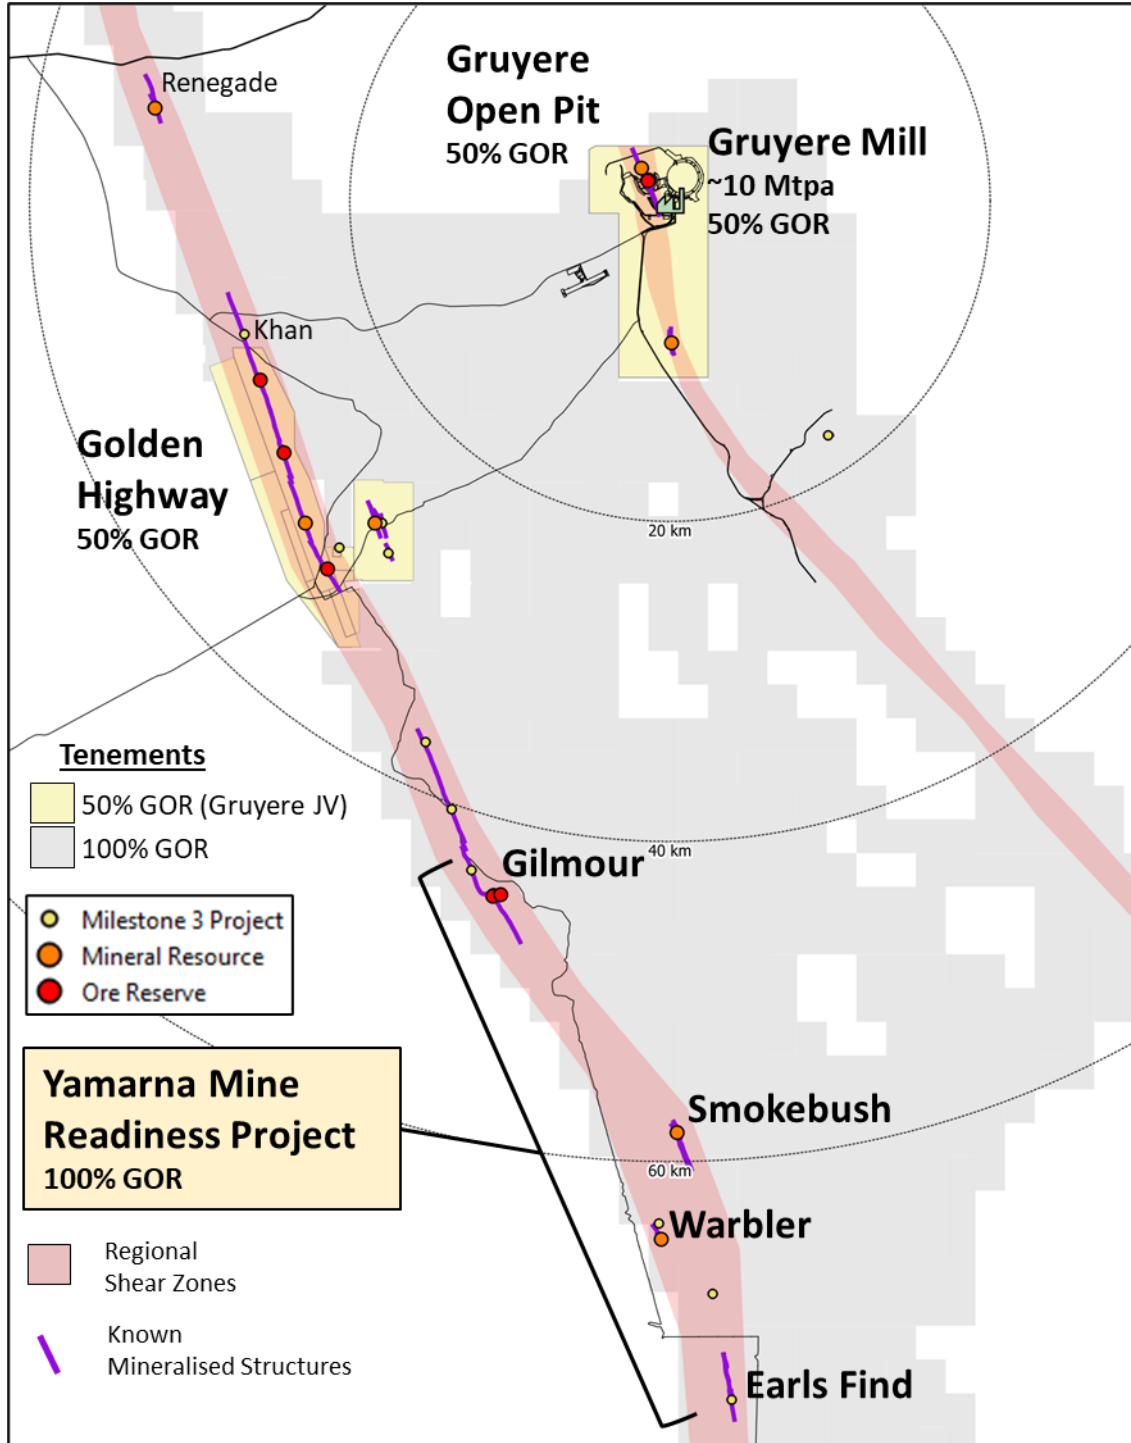 Renegade
Gruyere
Open Pit
50% GOR
Gruyere Mill
~10 Mtpa
50% GOR
Khan
Golden
Highway
50% GOR
20 km
Tenements
50% GOR (Gruyere JV)
100% GOR
40 km
Gilmour
Milestone 3 Project
Mineral Resource
Ore Reserve
Yamarna Mine
Readiness Project
100% GOR
Smokebush
60 km
Warbler
Regional
Shear Zones
Known
Mineralised Structures
Earls Find